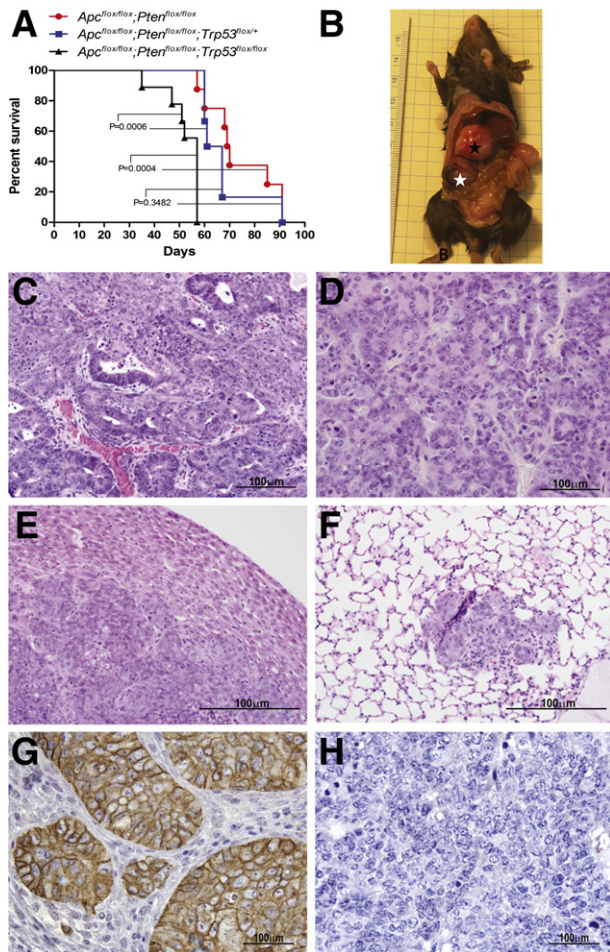 A
Apc^flox/flox;Pten^flox/flox
Apc^flox/flox;Pten^flox/flox;Trp53^flox/+
Apc^flox/flox;Pten^flox/flox;Trp53^flox/flox
Percent survival
100
80
60
40
20
0
P=0.0006
P=0.0004
P=0.3482
0 10 20 30 40 50 60 70 80 90 100
Days
B
B
C
100μm
D
100μm
E
100μm
F
100μm
G
100μm
H
100μm